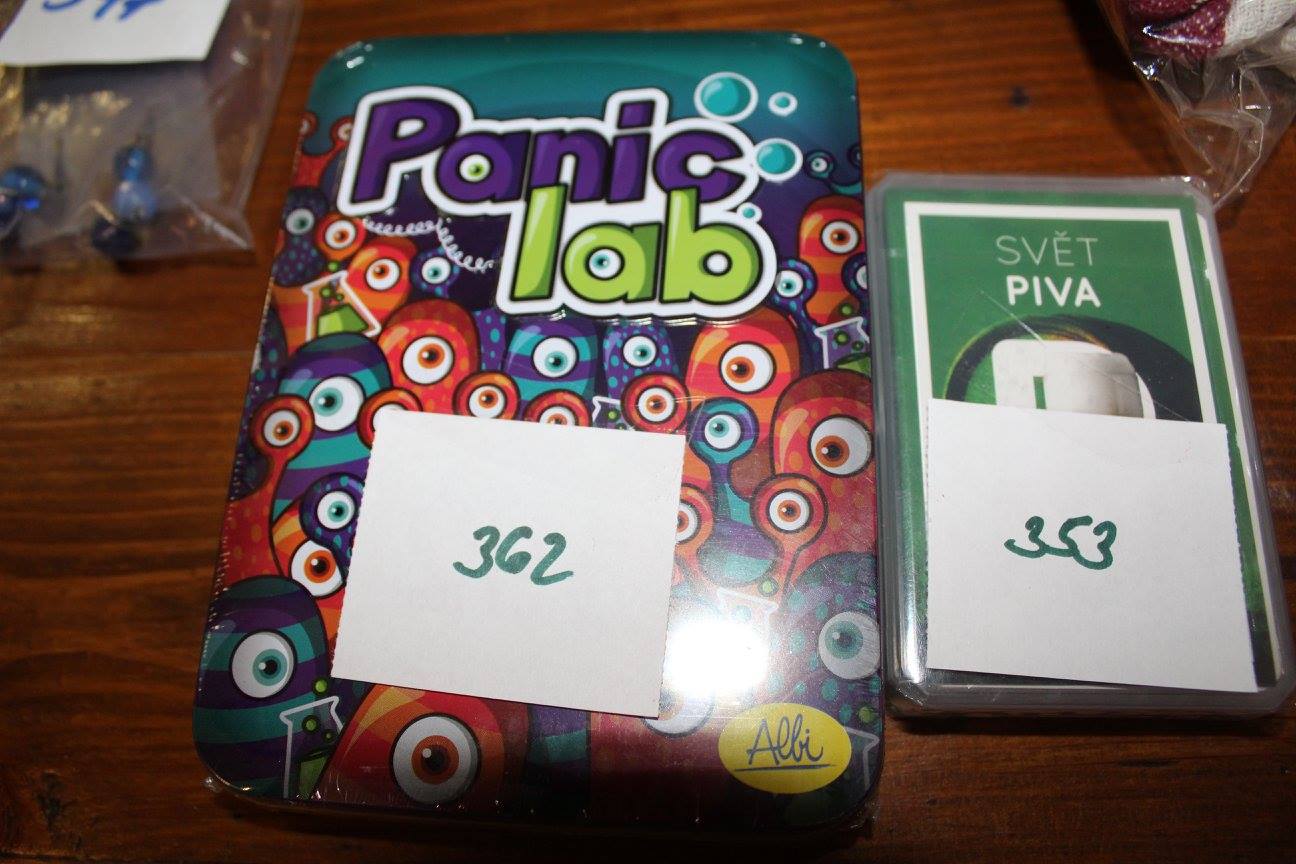 Panic
lab
SVĚT
PIVA
362
353
Albi